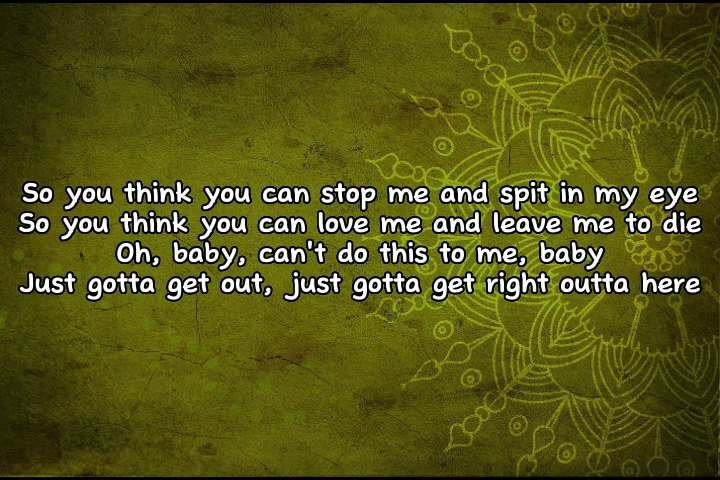 So you think you can stop me and spit in my eye
So you think you can love me and leave me to die
Oh, baby, can't do this to me, baby
Just gotta get out, just gotta get right outta here